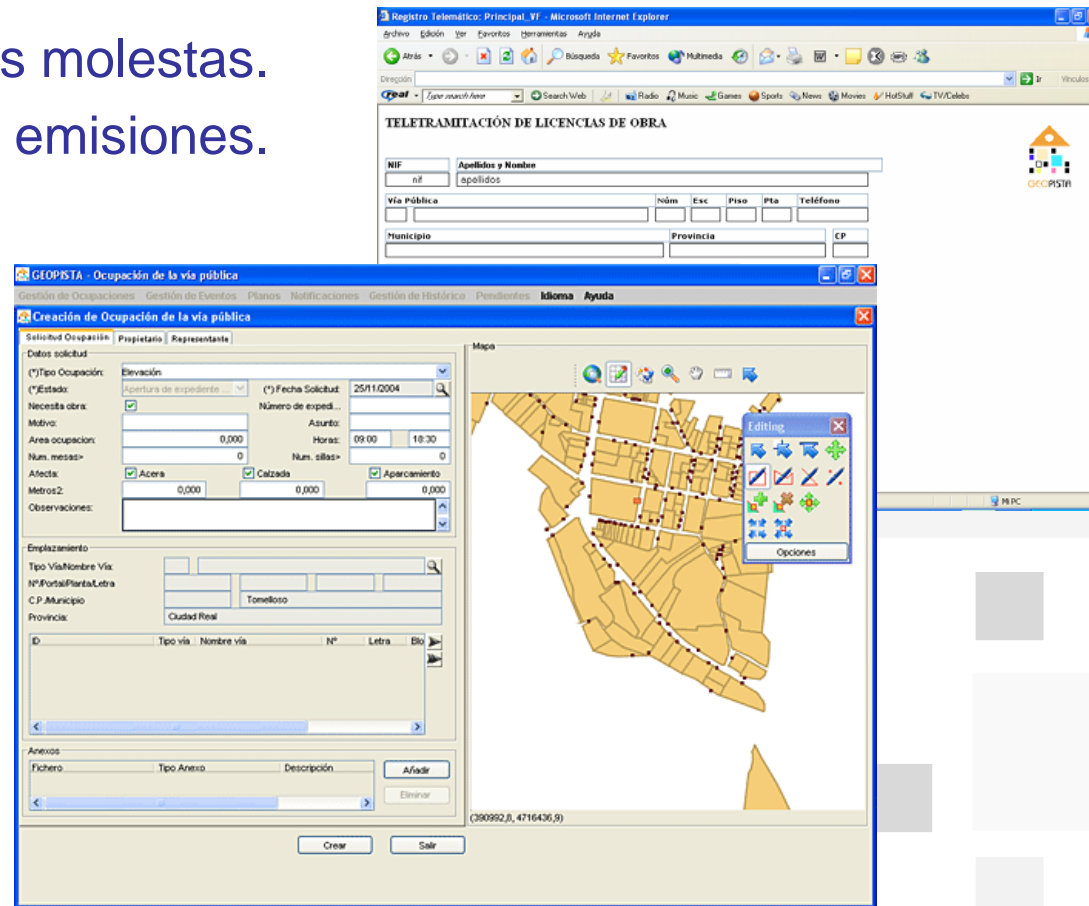 s molestas.
emisiones.
Registro Telemático: Principal_VF - Microsoft Internet Explorer
Archivo Edición Ver Favoritos Herramientas Ayuda
Atrás Búsqueda Favoritos Multimedia
Dirección Ir Vínculos
Real Type search here Search Web Radio Music Games Sports News Movies HotStuff TV/Celebs
TELETRAMITACIÓN DE LICENCIAS DE OBRA
GEOPISTA
NIF Apellidos y Nombre
nif apellidos
Vía Pública Núm Esc Piso Pta Teléfono
Municipio Provincia CP
MI PC
GEOPISTA - Ocupación de la vía pública
Gestión de Ocupaciones Gestión de Eventos Planos Notificaciones Gestión de Histórico Pendientes Idioma Ayuda
Creación de Ocupación de la vía pública
Solicitud Ocupación Propietario Representante
Datos solicitud
(*)Tipo Ocupación: Elevación
(*)Estado: Apertura de expediente ... (*) Fecha Solicitud: 25/11/2004
Necesita obra: Número de expedi...
Motivo: Asunto:
Area ocupacion: 0,000 Horas: 09:00 18:30
Num. mesas> 0 Num. sillas> 0
Afecta: Acera Calzada Aparcamiento
Metros2: 0,000 0,000 0,000
Observaciones:
Emplazamiento
Tipo Vía/Nombre Vía:
Nº/Portal/Planta/Letra
C.P./Municipio Tomelloso
Provincia: Ciudad Real
ID Tipo vía Nombre vía Nº Letra Blo
Anexos
Fichero Tipo Anexo Descripción
Añadir
Eliminar
Mapa
Editing
Opciones
(390992,8, 4716436,9)
Crear Salir